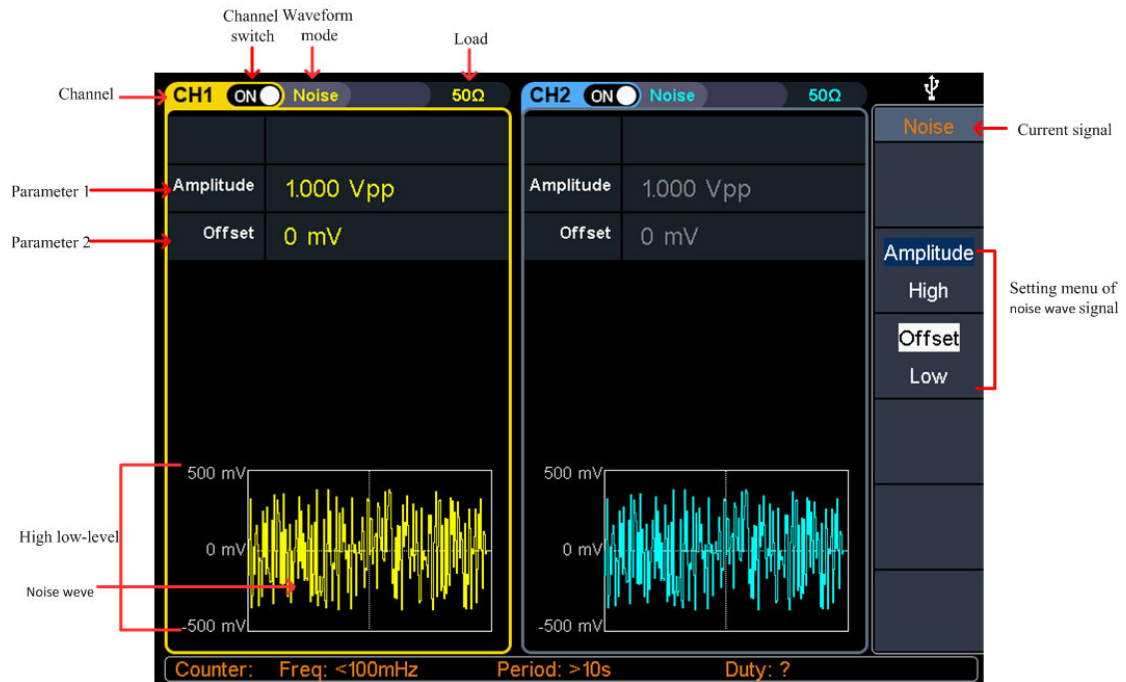 Channel Waveform
switch mode
Load
Channel
CH1 ON Noise 50Ω
CH2 ON Noise 50Ω
Noise
Current signal
Parameter 1
Amplitude 1.000 Vpp
Amplitude 1.000 Vpp
Parameter 2
Offset 0 mV
Offset 0 mV
Amplitude
High
Offset
Low
Setting menu of
noise wave signal
500 mV
0 mV
-500 mV
High low-level
Noise weve
500 mV
0 mV
-500 mV
Counter: Freq: <100mHz Period: >10s Duty: ?